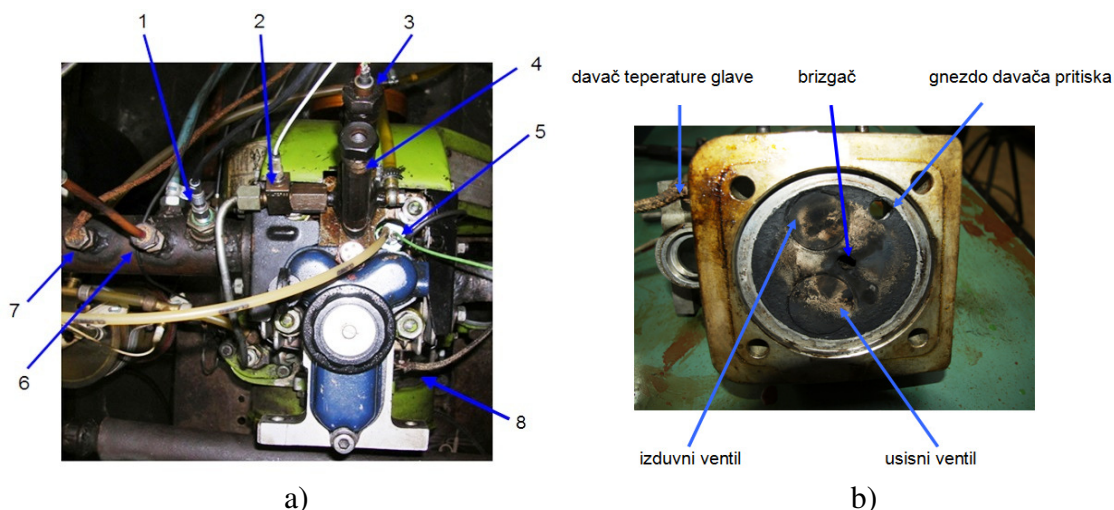 1
2
3
4
5
6
7
8
a)
davač teperature glave
brizgač
gnezdo davača pritiska
izduvni ventil
usisni ventil
b)